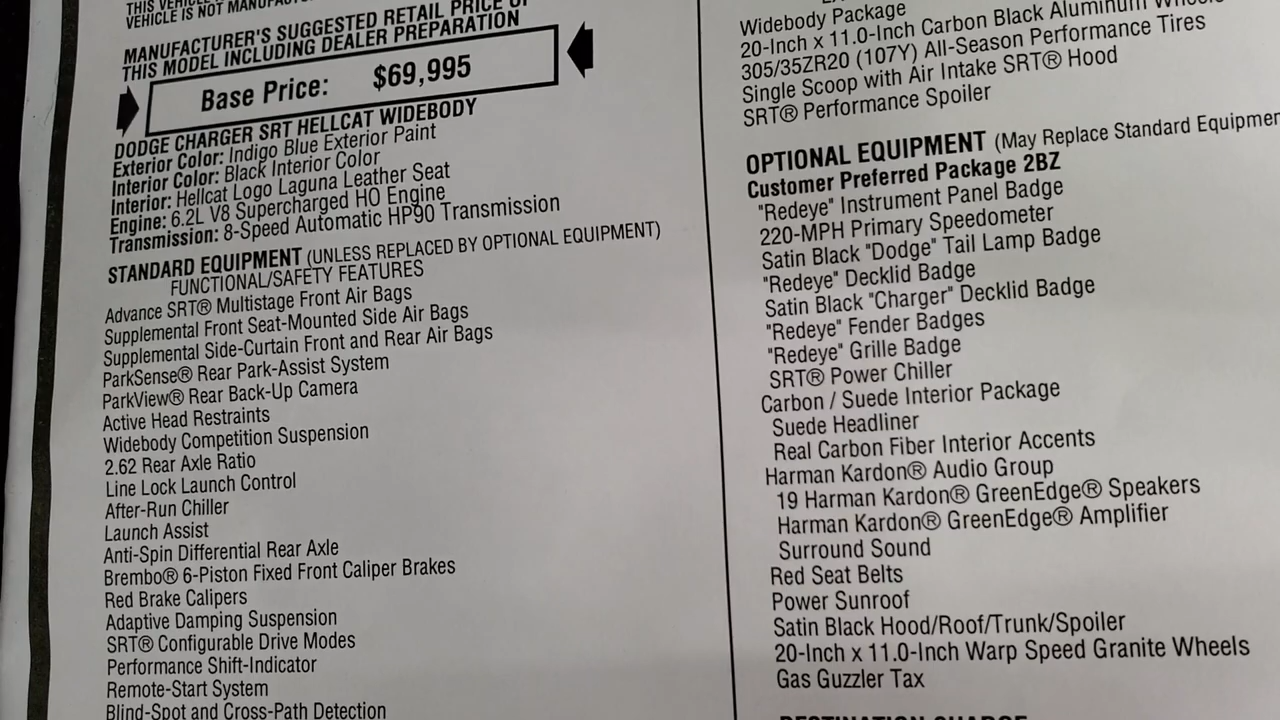 THIS
VEHICLE IS NOT
MANUFACTURER'S SUGGESTED RETAIL PRICE OF
THIS MODEL INCLUDING DEALER PREPARATION
Base Price: $69,995
DODGE CHARGER SRT HELLCAT WIDEBODY
Exterior Color: Indigo Blue Exterior Paint
Interior Color: Black Interior Color
Interior: Hellcat Logo Laguna Leather Seat
Engine: 6.2L V8 Supercharged HO Engine
Transmission: 8-Speed Automatic HP90 Transmission
STANDARD EQUIPMENT (UNLESS REPLACED BY OPTIONAL EQUIPMENT)
FUNCTIONAL/SAFETY FEATURES
Advance SRT® Multistage Front Air Bags
Supplemental Front Seat-Mounted Side Air Bags
Supplemental Side-Curtain Front and Rear Air Bags
ParkSense® Rear Park-Assist System
ParkView® Rear Back-Up Camera
Active Head Restraints
Widebody Competition Suspension
2.62 Rear Axle Ratio
Line Lock Launch Control
After-Run Chiller
Launch Assist
Anti-Spin Differential Rear Axle
Brembo® 6-Piston Fixed Front Caliper Brakes
Red Brake Calipers
Adaptive Damping Suspension
SRT® Configurable Drive Modes
Performance Shift-Indicator
Remote-Start System
Blind-Spot and Cross-Path Detection
Widebody Package
20-Inch x 11.0-Inch Carbon Black Aluminum Wheels
305/35ZR20 (107Y) All-Season Performance Tires
Single Scoop with Air Intake SRT® Hood
SRT® Performance Spoiler
OPTIONAL EQUIPMENT (May Replace Standard Equipmen
Customer Preferred Package 2BZ
"Redeye" Instrument Panel Badge
220-MPH Primary Speedometer
Satin Black "Dodge" Tail Lamp Badge
"Redeye" Decklid Badge
Satin Black "Charger" Decklid Badge
"Redeye" Fender Badges
"Redeye" Grille Badge
SRT® Power Chiller
Carbon / Suede Interior Package
Suede Headliner
Real Carbon Fiber Interior Accents
Harman Kardon® Audio Group
19 Harman Kardon® GreenEdge® Speakers
Harman Kardon® GreenEdge® Amplifier
Surround Sound
Red Seat Belts
Power Sunroof
Satin Black Hood/Roof/Trunk/Spoiler
20-Inch x 11.0-Inch Warp Speed Granite Wheels
Gas Guzzler Tax
DESTINATION CHARGE